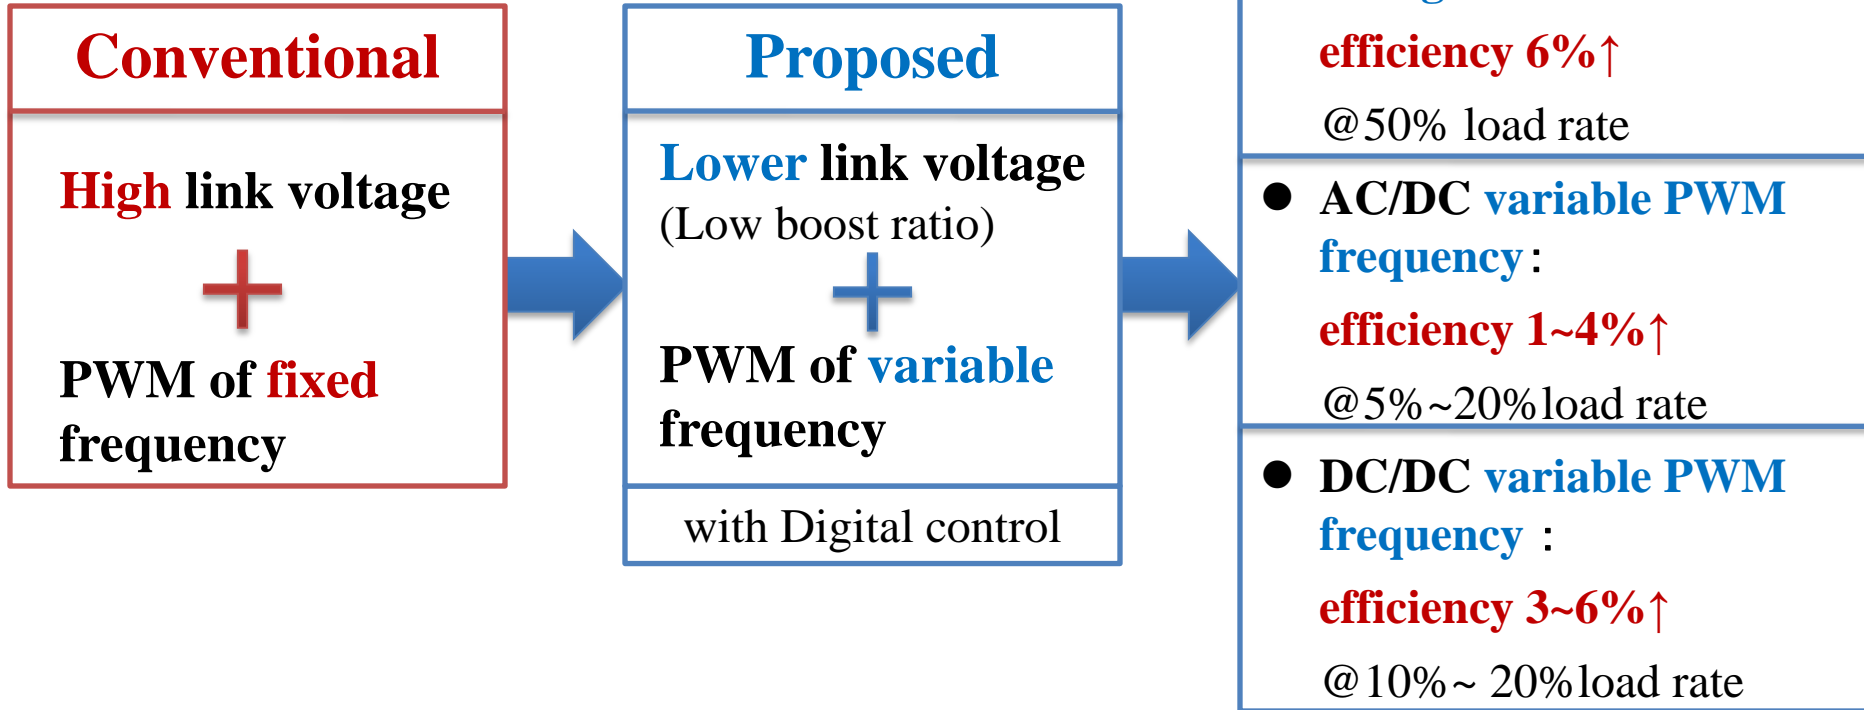 Conventional
High link voltage
PWM of fixed
frequency
Proposed
Lower link voltage
(Low boost ratio)
PWM of variable
frequency
with Digital control
efficiency 6%↑
@50% load rate
● AC/DC variable PWM
frequency：
efficiency 1~4%↑
@5%~20%load rate
● DC/DC variable PWM
frequency ：
efficiency 3~6%↑
@10%~ 20%load rate